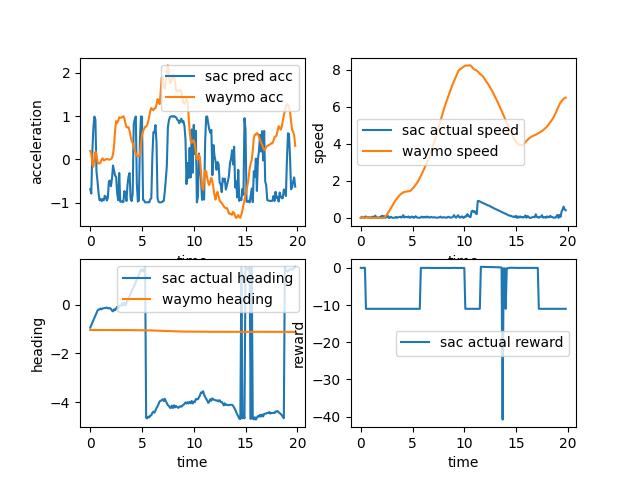 2
1
0
−1
acceleration
sac pred acc
waymo acc
0
5
10
15
20
time
8
6
4
2
0
speed
sac actual speed
waymo speed
0
5
10
15
20
time
0
−2
−4
heading
sac actual heading
waymo heading
0
5
10
15
20
time
0
−10
−20
−30
−40
reward
sac actual reward
0
5
10
15
20
time